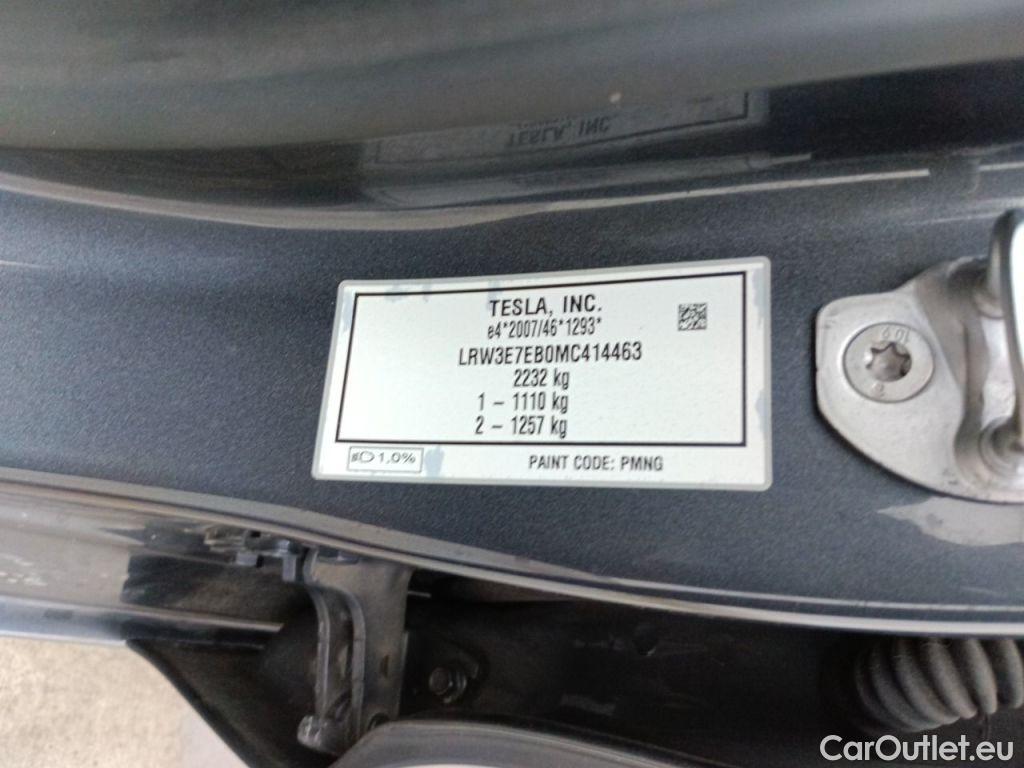 TESLA, INC.
TESLA, INC.
e4*2007/46*1293*
LRW3E7EB0MC414463
2232 kg
1 – 1110 kg
2 – 1257 kg
1,0%
PAINT CODE: PMNG
CarOutlet.eu